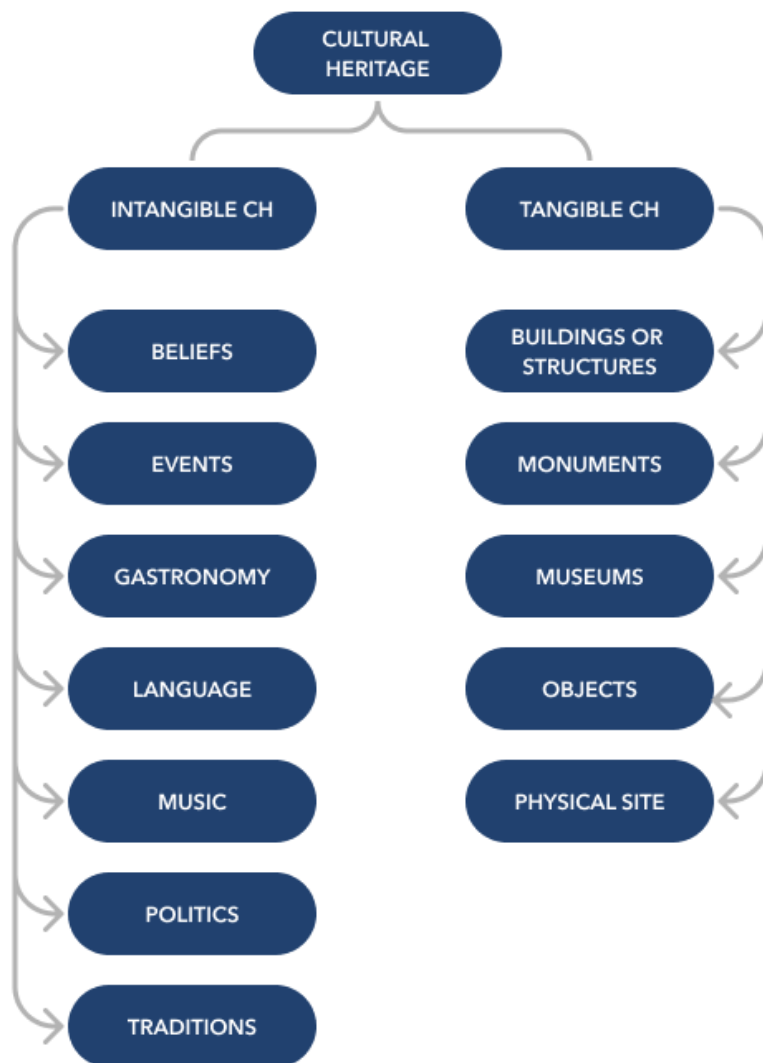 CULTURAL
HERITAGE
INTANGIBLE CH
TANGIBLE CH
BELIEFS
BUILDINGS OR
STRUCTURES
EVENTS
MONUMENTS
GASTRONOMY
MUSEUMS
LANGUAGE
OBJECTS
MUSIC
PHYSICAL SITE
POLITICS
TRADITIONS